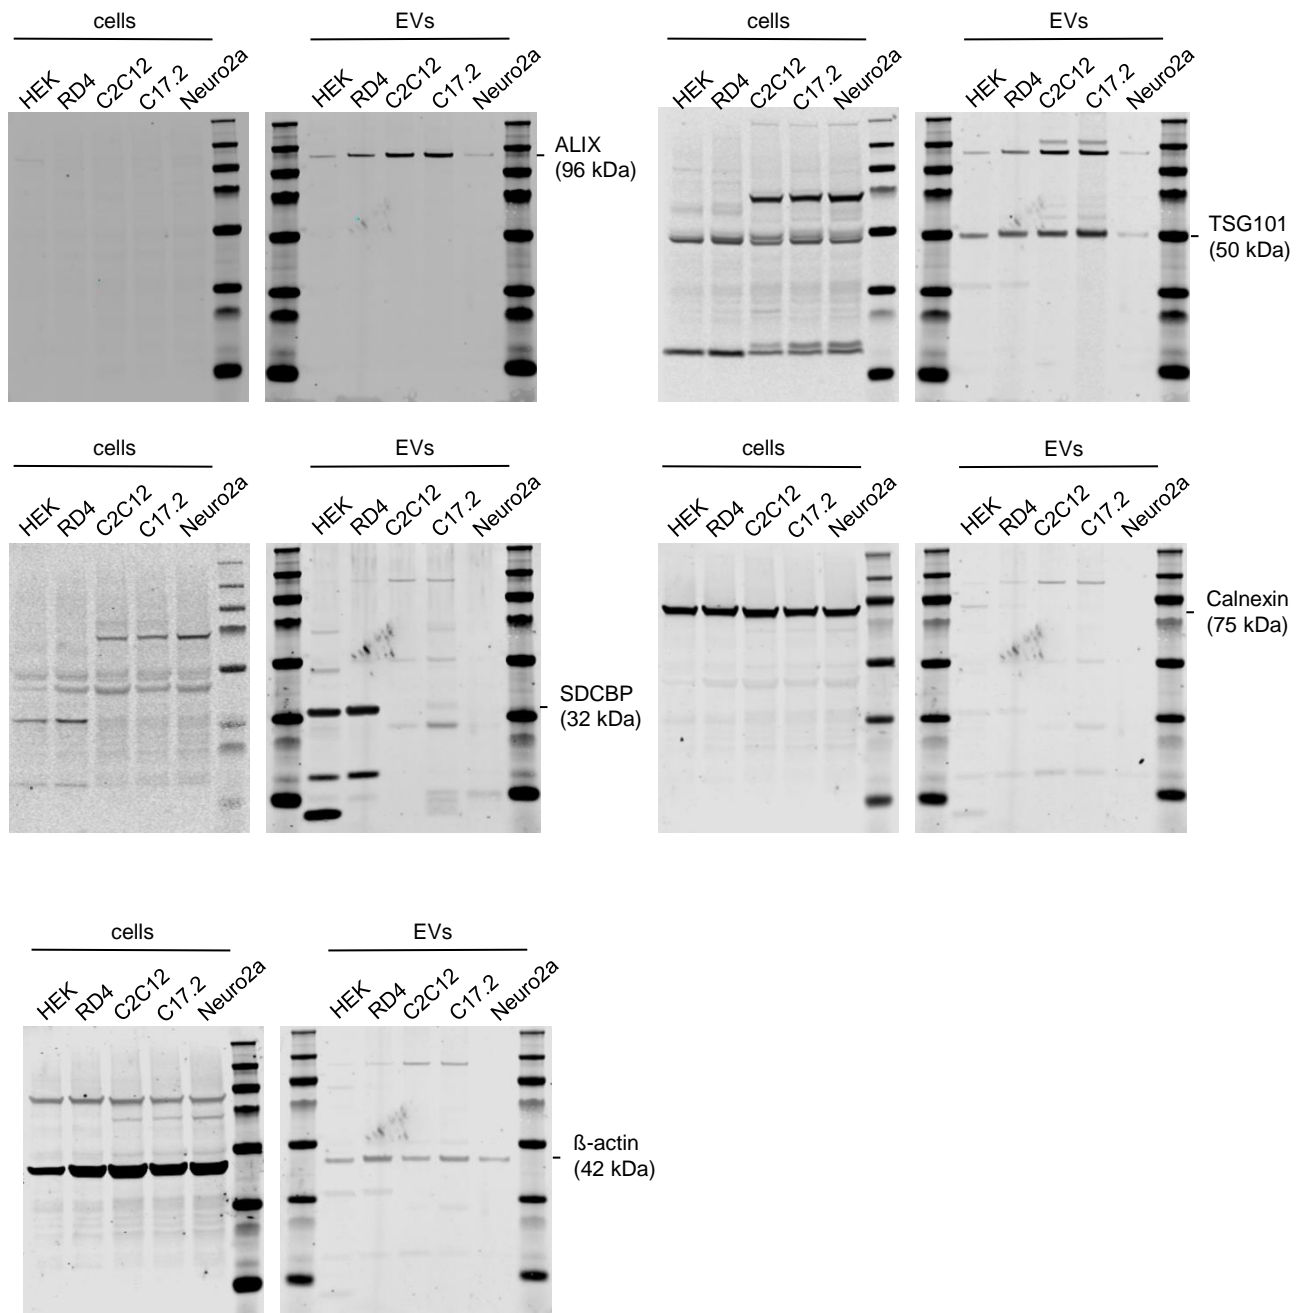 cells
EVs
cells
EVs
HEK RD4 C2C12 C17.2 Neuro2a
HEK RD4 C2C12 C17.2 Neuro2a
HEK RD4 C2C12 C17.2 Neuro2a
HEK RD4 C2C12 C17.2 Neuro2a
ALIX
(96 kDa)
TSG101
(50 kDa)
cells
EVs
cells
EVs
HEK RD4 C2C12 C17.2 Neuro2a
HEK RD4 C2C12 C17.2 Neuro2a
HEK RD4 C2C12 C17.2 Neuro2a
HEK RD4 C2C12 C17.2 Neuro2a
SDCBP
(32 kDa)
Calnexin
(75 kDa)
cells
EVs
HEK RD4 C2C12 C17.2 Neuro2a
HEK RD4 C2C12 C17.2 Neuro2a
ß-actin
(42 kDa)